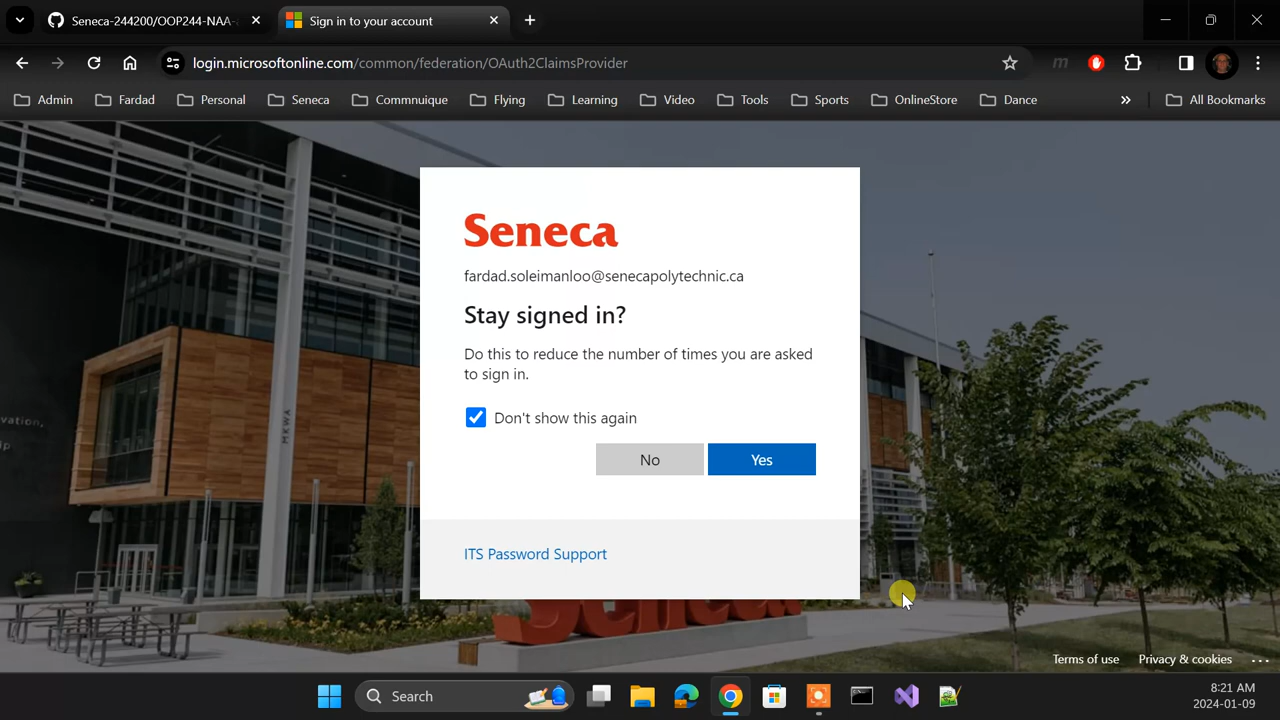 Seneca-244200/OOP244-NAA-
Sign in to your account
login.microsoftonline.com/common/federation/OAuth2ClaimsProvider
Admin
Fardad
Personal
Seneca
Commnuique
Flying
Learning
Video
Tools
Sports
OnlineStore
Dance
All Bookmarks
Seneca
fardad.soleimanloo@senecapolytechnic.ca
Stay signed in?
Do this to reduce the number of times you are asked
to sign in.
Don't show this again
No
Yes
ITS Password Support
MKWA
Seneca
Terms of use
Privacy & cookies
Search
8:21 AM
2024-01-09